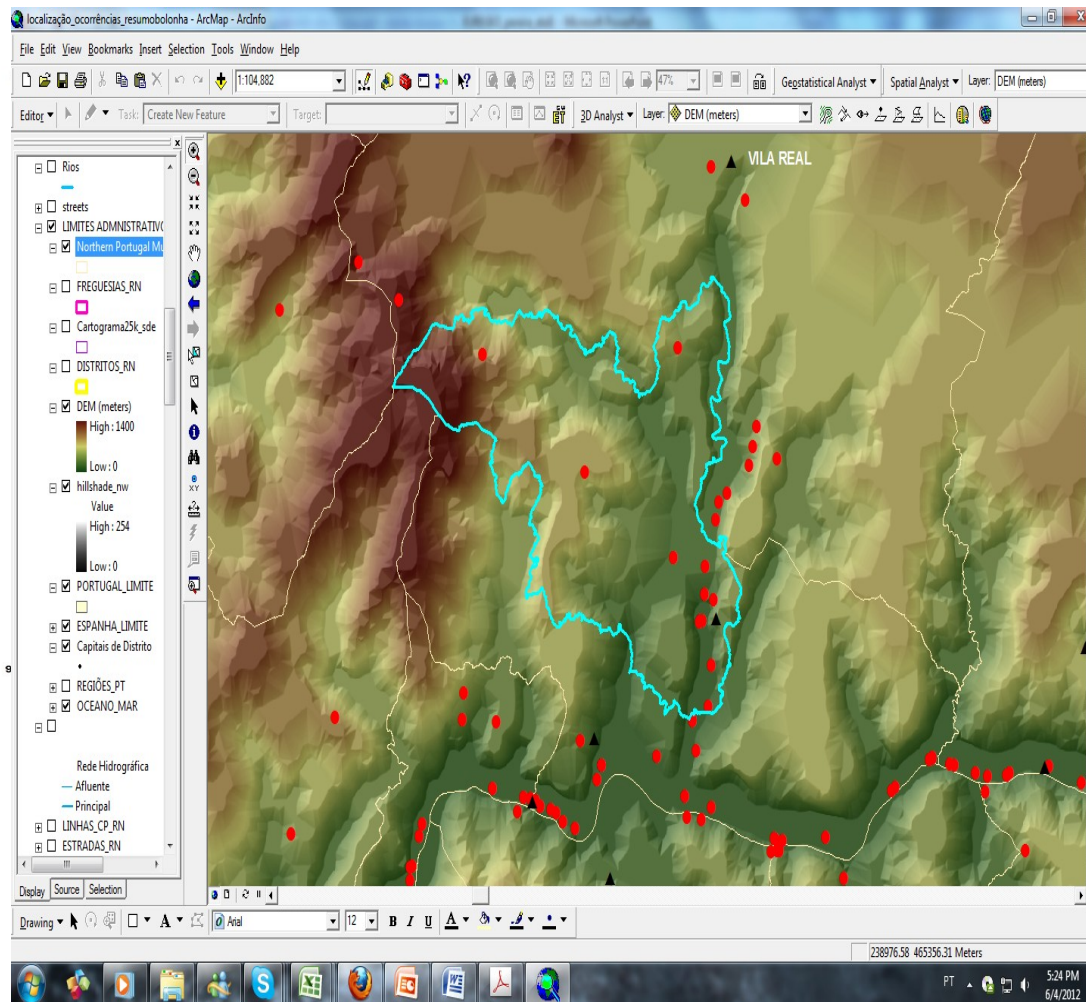 localização_ocorrências_resumobolonha - ArcMap - ArcInfo
File Edit View Bookmarks Insert Selection Tools Window Help
1:104,882 47% Geostatistical Analyst Spatial Analyst Layer: DEM (meters)
Editor Task: Create New Feature Target: 3D Analyst Layer: DEM (meters)
Rios
streets
LIMITES ADMNISTRATIVO
Northern Portugal Mu
FREGUESIAS_RN
Cartograma25k_sde
DISTRITOS_RN
DEM (meters)
High : 1400
Low : 0
hillshade_nw
Value
High : 254
Low : 0
PORTUGAL_LIMITE
ESPANHA_LIMITE
Capitais de Distrito
REGIÕES_PT
OCEANO_MAR
Rede Hidrográfica
Afluente
Principal
LINHAS_CP_RN
ESTRADAS_RN
Display Source Selection
XY
VILA REAL
Drawing A Arial 12 B I U A
238976.58 465356.31 Meters
PT 5:24 PM
6/4/2012